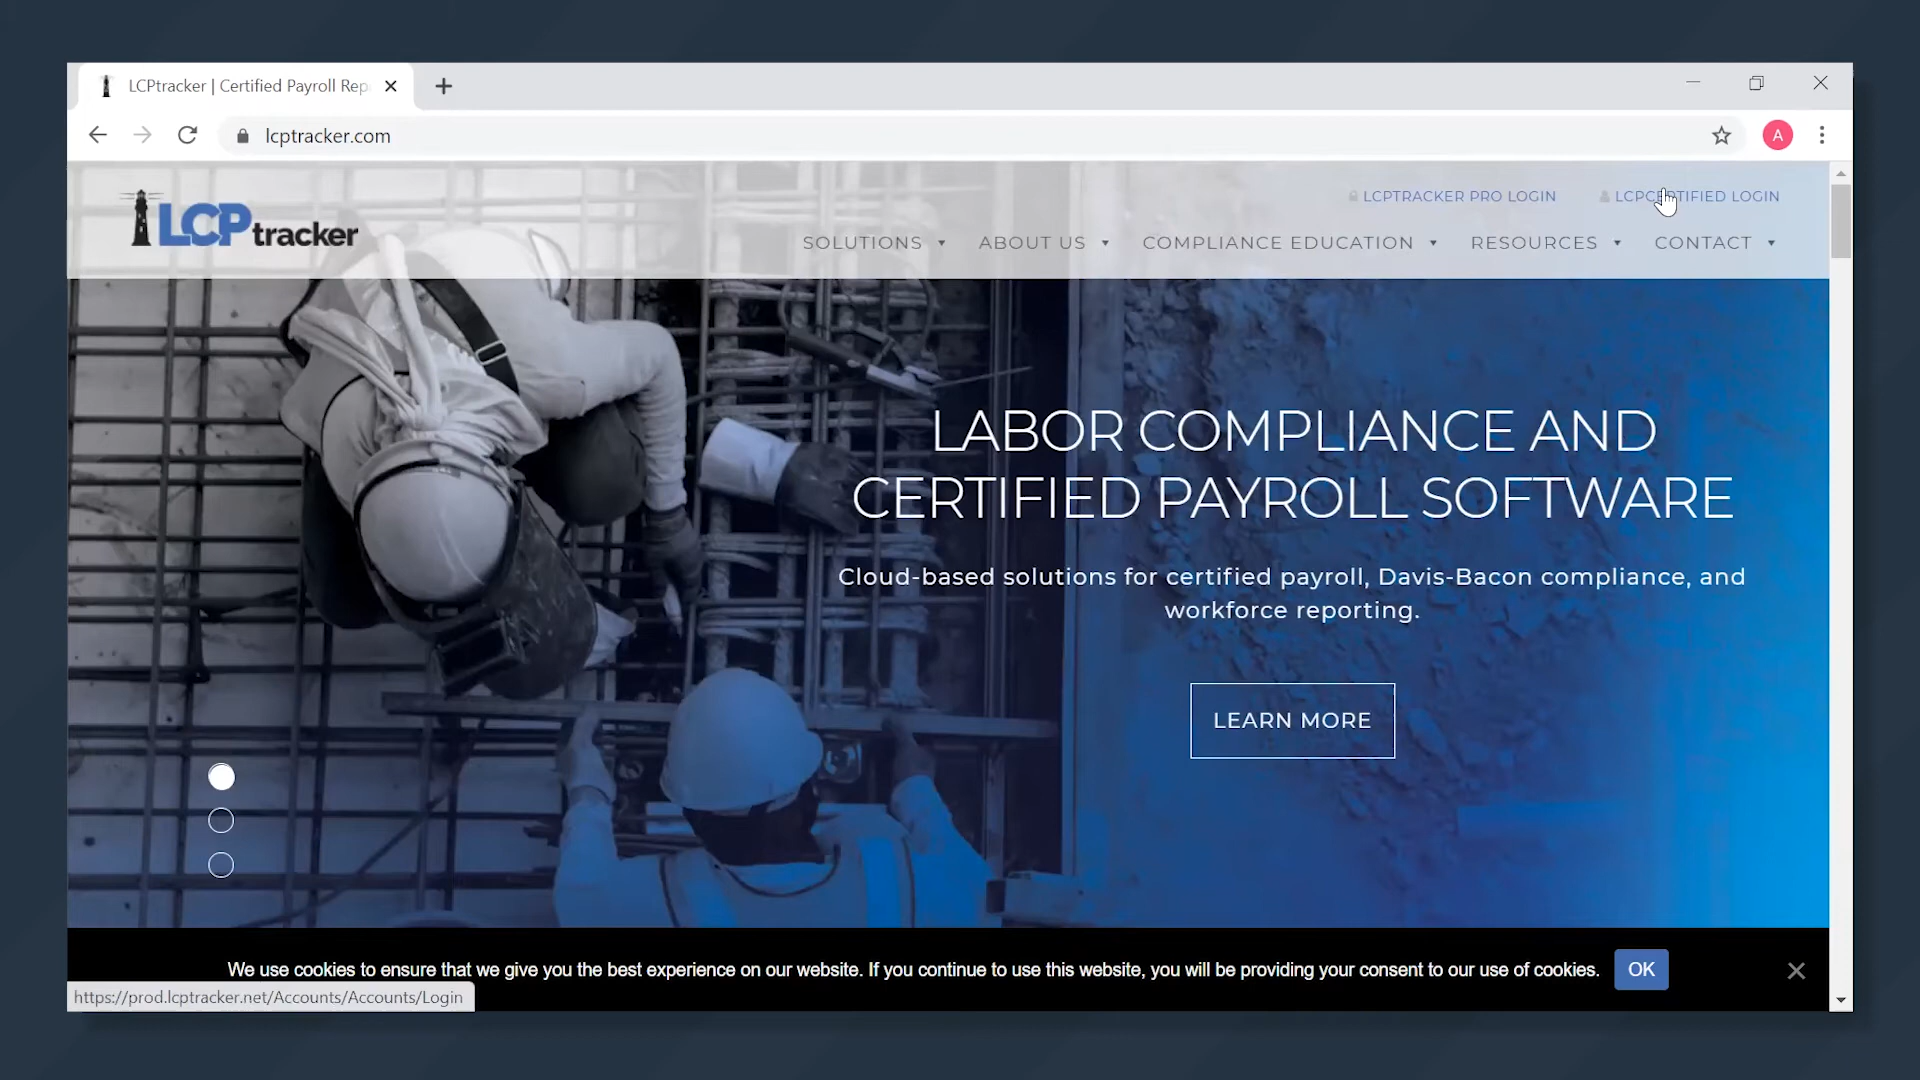 LCPtracker | Certified Payroll Rep
lcptracker.com
A
LCPTRACKER PRO LOGIN
LCPCERTIFIED LOGIN
LCPtracker
SOLUTIONS
ABOUT US
COMPLIANCE EDUCATION
RESOURCES
CONTACT
LABOR COMPLIANCE AND
CERTIFIED PAYROLL SOFTWARE
Cloud-based solutions for certified payroll, Davis-Bacon compliance, and
workforce reporting.
LEARN MORE
We use cookies to ensure that we give you the best experience on our website. If you continue to use this website, you will be providing your consent to our use of cookies.
OK
https://prod.lcptracker.net/Accounts/Accounts/Login